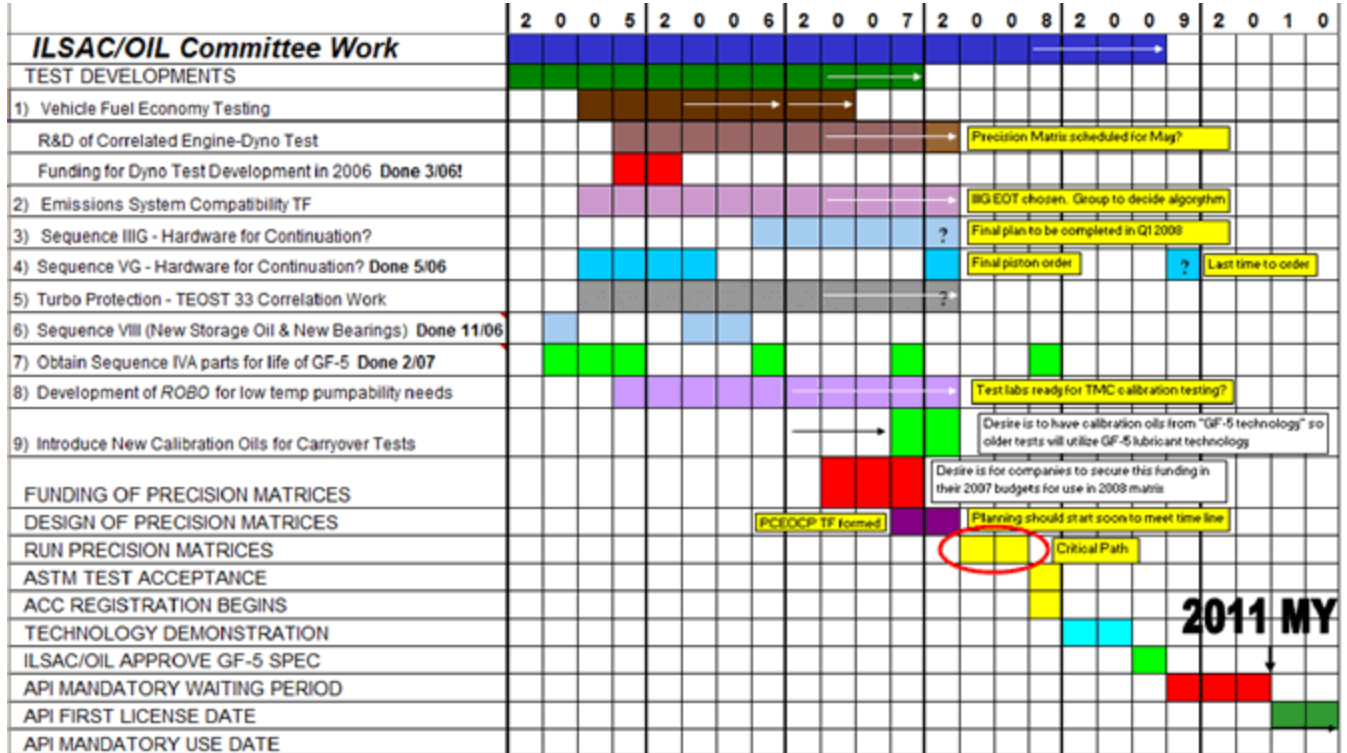 2 0 0 5 2 0 0 6 2 0 0 7 2 0 0 8 2 0 0 9 2 0 1 0
ILSAC/OIL Committee Work
TEST DEVELOPMENTS
1) Vehicle Fuel Economy Testing
R&D of Correlated Engine-Dyno Test
Precision Matrix scheduled for May?
Funding for Dyno Test Development in 2006 Done 3/06!
2) Emissions System Compatibility TF
IIIG EOT chosen. Group to decide algorythm
3) Sequence IIIG - Hardware for Continuation?
?
Final plan to be completed in Q1 2008
4) Sequence VG - Hardware for Continuation? Done 5/06
Final piston order
?
Last time to order
5) Turbo Protection - TEOST 33 Correlation Work
?
6) Sequence VIII (New Storage Oil & New Bearings) Done 11/06
7) Obtain Sequence IVA parts for life of GF-5 Done 2/07
8) Development of ROBO for low temp pumpability needs
Test labs ready for TMC calibration testing?
9) Introduce New Calibration Oils for Carryover Tests
Desire is to have calibration oils from "GF-5 technology" so
older tests will utilize GF-5 lubricant technology
FUNDING OF PRECISION MATRICES
Desire is for companies to secure this funding in
their 2007 budgets for use in 2008 matrix
DESIGN OF PRECISION MATRICES
PCEOCP TF formed
Planning should start soon to meet time line
RUN PRECISION MATRICES
Critical Path
ASTM TEST ACCEPTANCE
ACC REGISTRATION BEGINS
2011 MY
TECHNOLOGY DEMONSTRATION
ILSAC/OIL APPROVE GF-5 SPEC
API MANDATORY WAITING PERIOD
API FIRST LICENSE DATE
API MANDATORY USE DATE